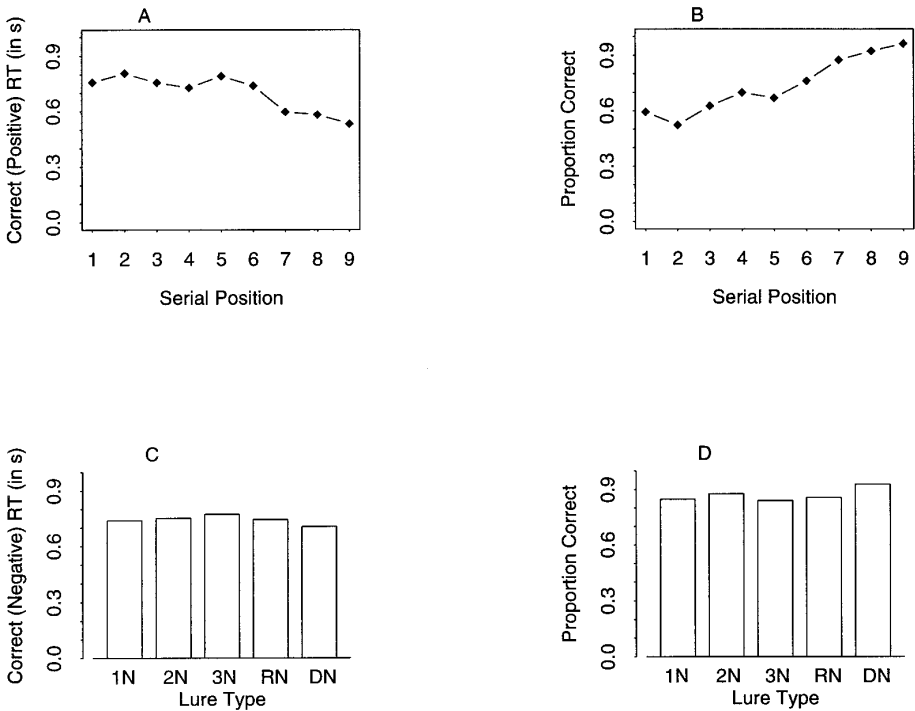 A
Correct (Positive) RT (in s)
0.9
0.6
0.3
0.0
1 2 3 4 5 6 7 8 9
Serial Position
B
Proportion Correct
0.9
0.6
0.3
0.0
1 2 3 4 5 6 7 8 9
Serial Position
C
Correct (Negative) RT (in s)
0.9
0.6
0.3
0.0
1N 2N 3N RN DN
Lure Type
D
Proportion Correct
0.9
0.6
0.3
0.0
1N 2N 3N RN DN
Lure Type